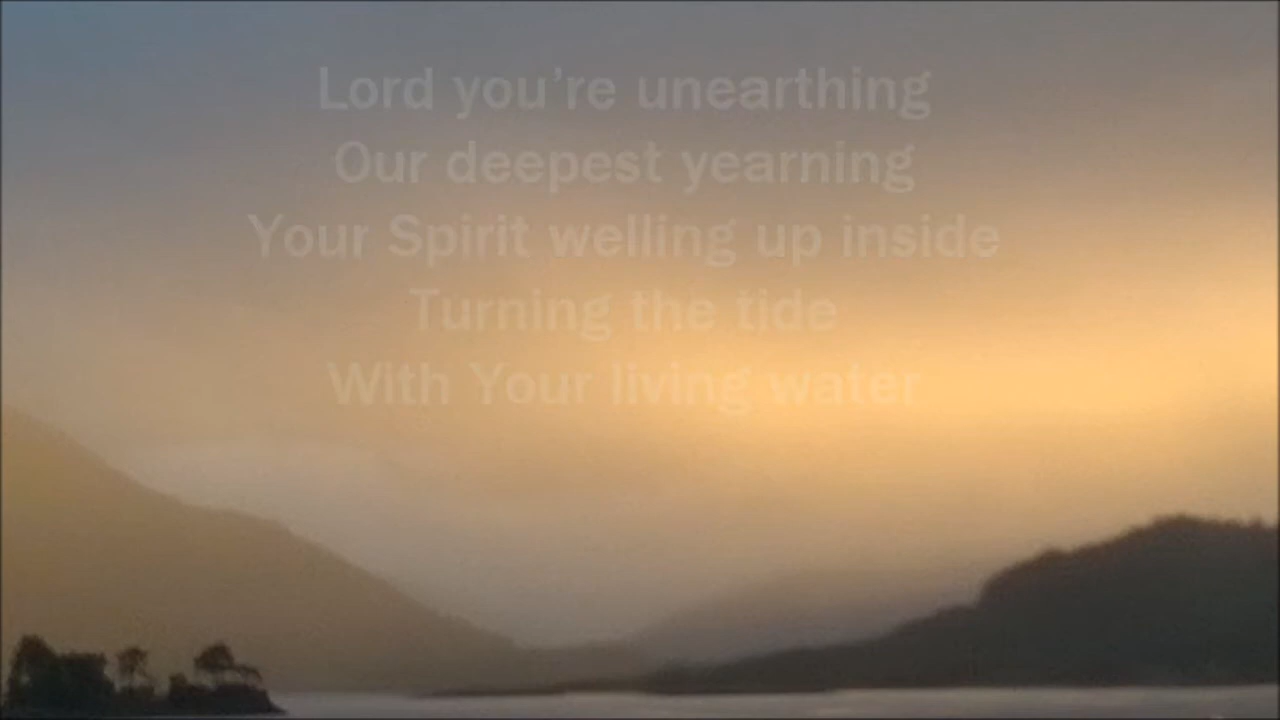 Lord you’re unearthing
Our deepest yearning
Your Spirit welling up inside
Turning the tide
With Your living water